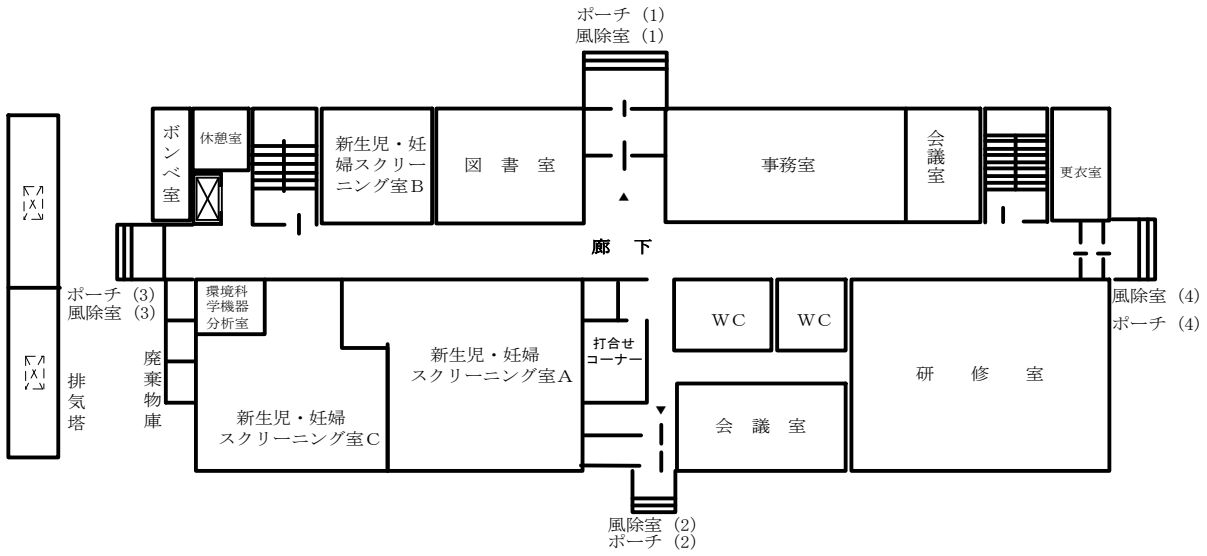 ポーチ (1)
風除室 (1)
ボンベ室
休憩室
新生児・妊
婦スクリー
ニング室B
図 書 室
事務室
会議室
更衣室
廊 下
ポーチ (3)
風除室 (3)
環境科
学機器
分析室
廃棄物庫
排気塔
新生児・妊婦
スクリーニング室C
新生児・妊婦
スクリーニング室A
打合せ
コーナー
WC
WC
会 議 室
研 修 室
風除室 (4)
ポーチ (4)
風除室 (2)
ポーチ (2)